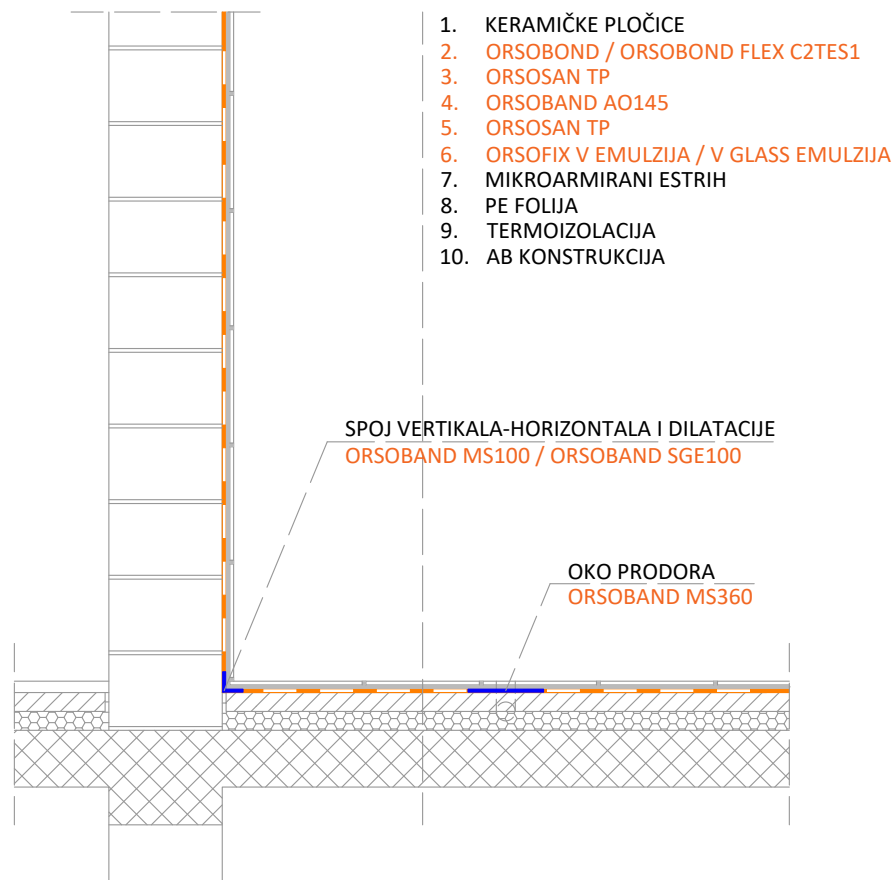 1. KERAMIČKE PLOČICE
2. ORSOBOND / ORSOBOND FLEX C2TES1
3. ORSOSAN TP
4. ORSOBAND AO145
5. ORSOSAN TP
6. ORSOFIX V EMULZIJA / V GLASS EMULZIJA
7. MIKROARMIRANI ESTRIH
8. PE FOLIJA
9. TERMOIZOLACIJA
10. AB KONSTRUKCIJA
SPOJ VERTIKALA-HORIZONTALA I DILATACIJE
ORSOBAND MS100 / ORSOBAND SGE100
OKO PRODORA
ORSOBAND MS360